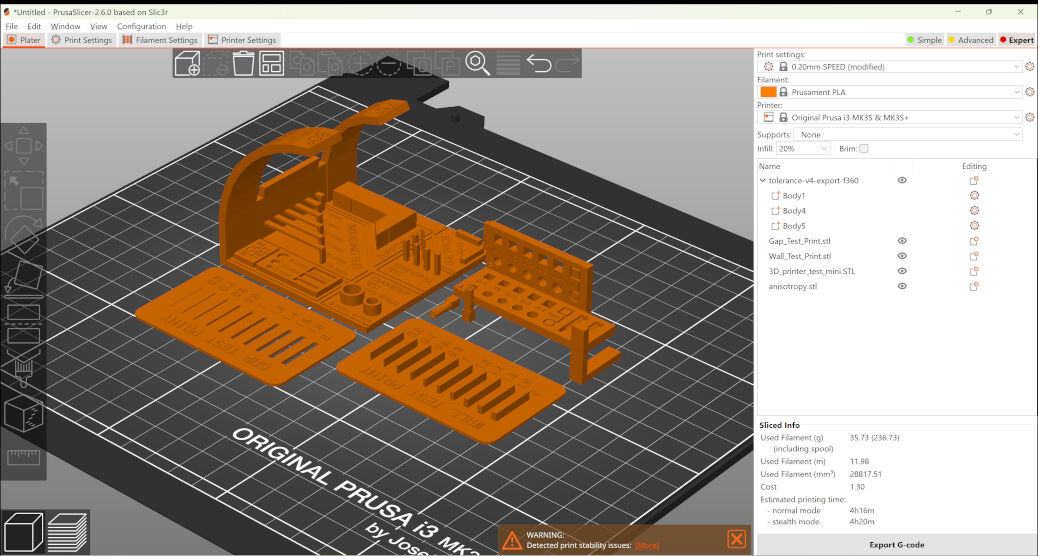 *Untitled - PrusaSlicer-2.6.0 based on Slic3r
File Edit Window View Configuration Help
Plater Print Settings Filament Settings Printer Settings Simple Advanced Expert
Print settings:
0.20mm SPEED (modified)
Filament:
Prusament PLA
Printer:
Original Prusa i3 MK3S & MK3S+
Supports: None
Infill: 20% Brim:
Name Editing
tolerance-v4-export-f360
Body1
Body4
Body5
Gap_Test_Print.stl
Wall_Test_Print.stl
3D_printer_test_mini.STL
anisotropy.stl
GAP TEST PRINT
WALL TEST PRINT
ORIGINAL PRUSA i3 MK3
by Josef
Sliced Info
Used Filament (g) 35.73 (236.73)
(including spool)
Used Filament (m) 11.98
Used Filament (mm³) 28817.51
Cost 1.30
Estimated printing time:
- normal mode 4h16m
- stealth mode 4h20m
WARNING:
Detected print stability issues: [More]
Export G-code